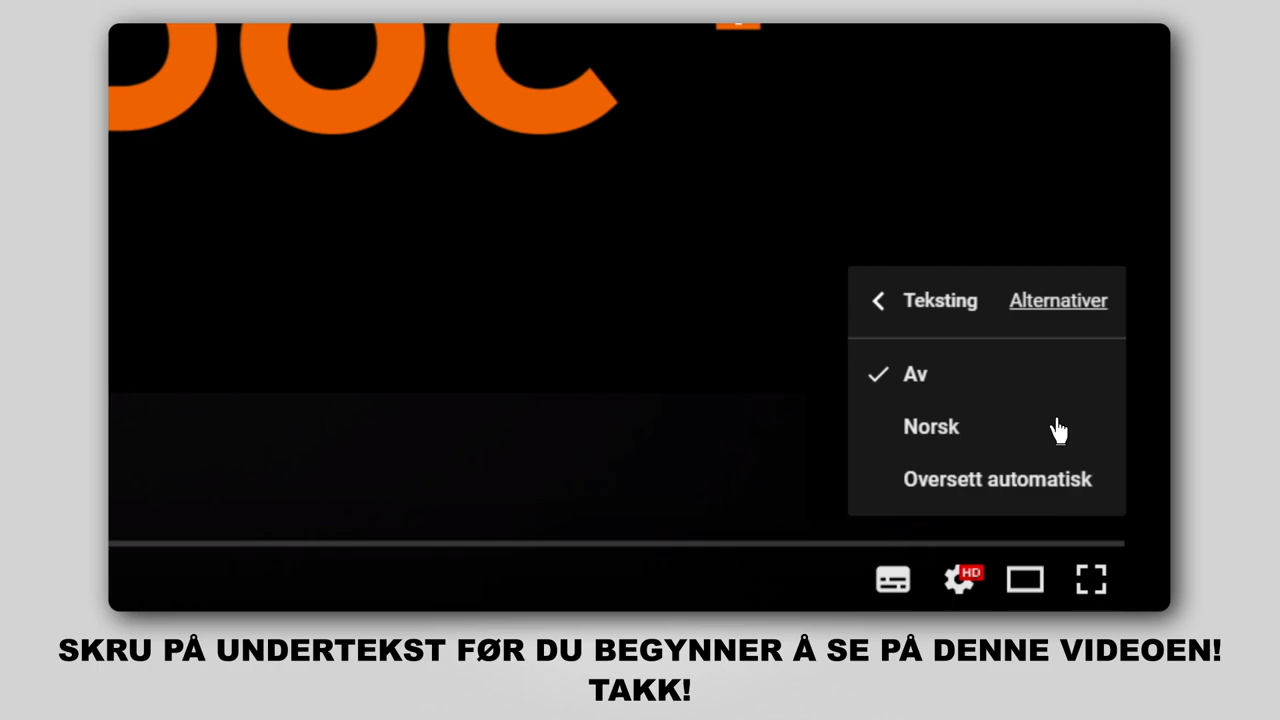 Teksting Alternativer
Av
Norsk
Oversett automatisk
HD
SKRU PÅ UNDERTEKST FØR DU BEGYNNER Å SE PÅ DENNE VIDEOEN!
TAKK!